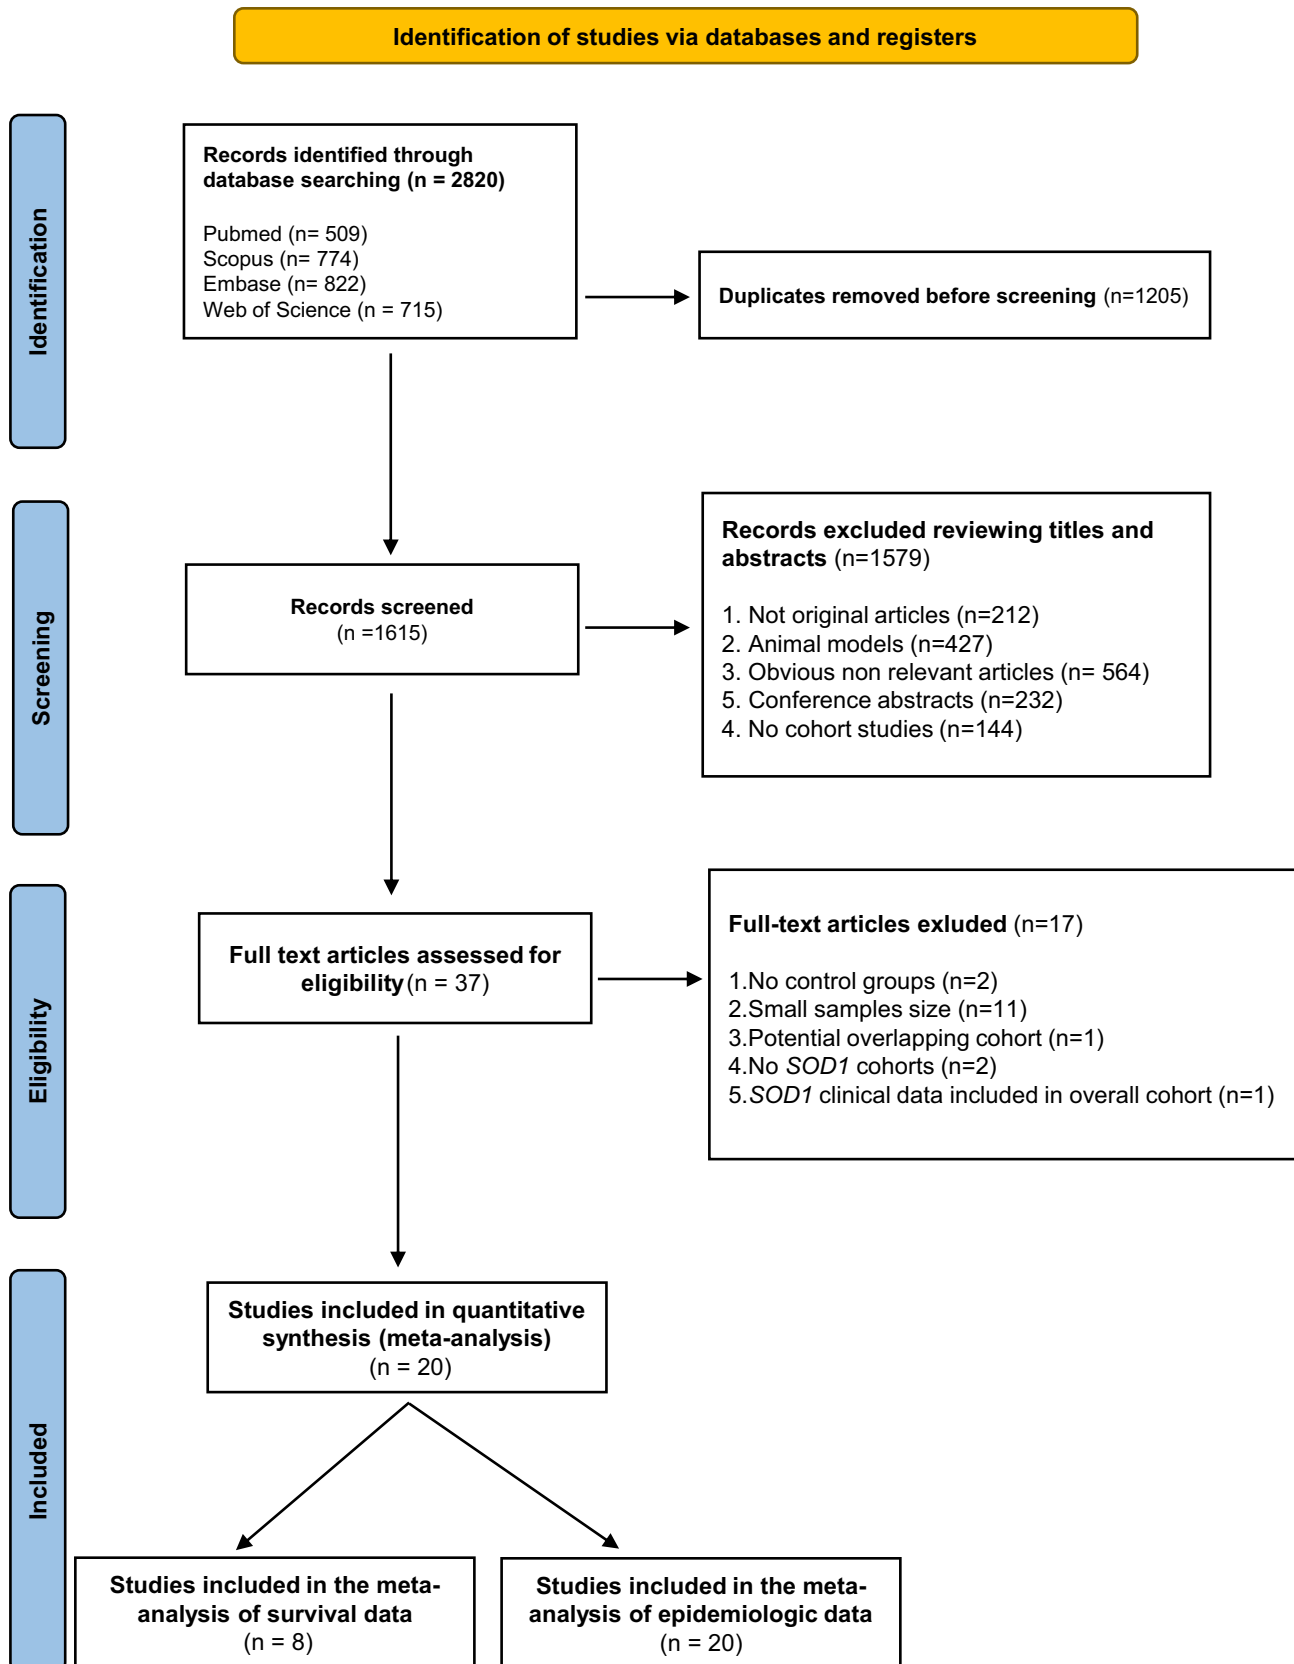 Identification of studies via databases and registers
Identification
Records identified through
database searching (n = 2820)
Pubmed (n= 509)
Scopus (n= 774)
Embase (n= 822)
Web of Science (n = 715)
Duplicates removed before screening (n=1205)
Screening
Records screened
(n =1615)
Records excluded reviewing titles and
abstracts (n=1579)
1. Not original articles (n=212)
2. Animal models (n=427)
3. Obvious non relevant articles (n= 564)
5. Conference abstracts (n=232)
4. No cohort studies (n=144)
Eligibility
Full text articles assessed for
eligibility (n = 37)
Full-text articles exluded (n=17)
1.No control groups (n=2)
2.Small samples size (n=11)
3.Potential overlapping cohort (n=1)
4.No SOD1 cohorts (n=2)
5.SOD1 clinical data included in overall cohort (n=1)
Included
Studies included in quantitative
synthesis (meta-analysis)
(n = 20)
Studies included in the meta-
analysis of survival data
(n = 8)
Studies included in the meta-
analysis of epidemiologic data
(n = 20)